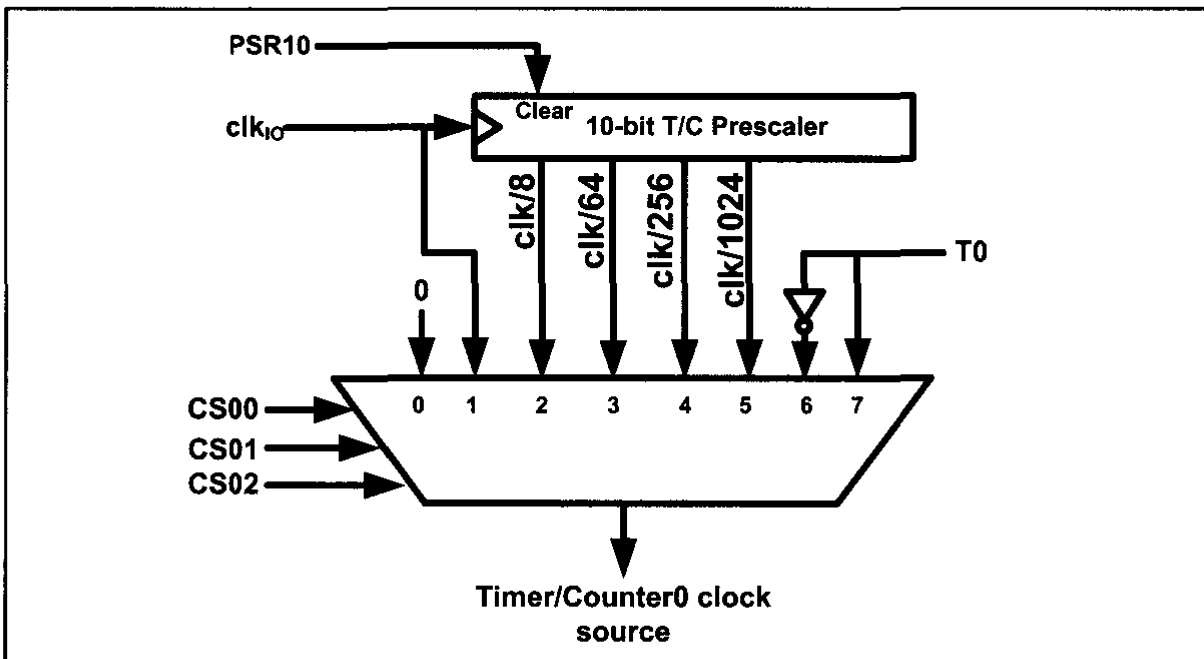 PSR10
Clear
clkIO
10-bit T/C Prescaler
clk/8
clk/64
clk/256
clk/1024
T0
0
0 1 2 3 4 5 6 7
CS00
CS01
CS02
Timer/Counter0 clock
source